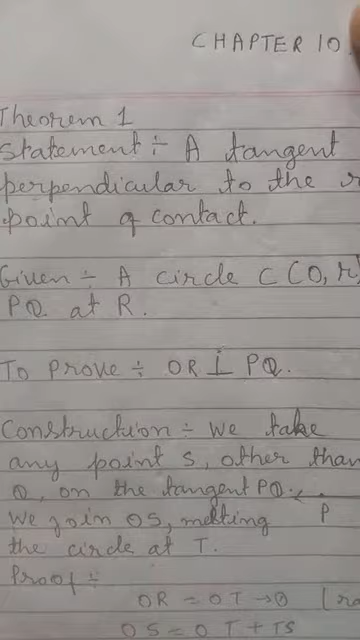 CHAPTER 10
Theorem 1
Statement ÷ A tangent
perpendicular to the
point of contact.
Given ÷ A circle C(O, r)
PQ at R.
To Prove ÷ OR ⊥ PQ.
Construction ÷ We take
any point S, other than
Q, on the tangent PQ.
We join OS, melting P
the circle at T.
Proof ÷
OR = OT →
OS = OT + TS